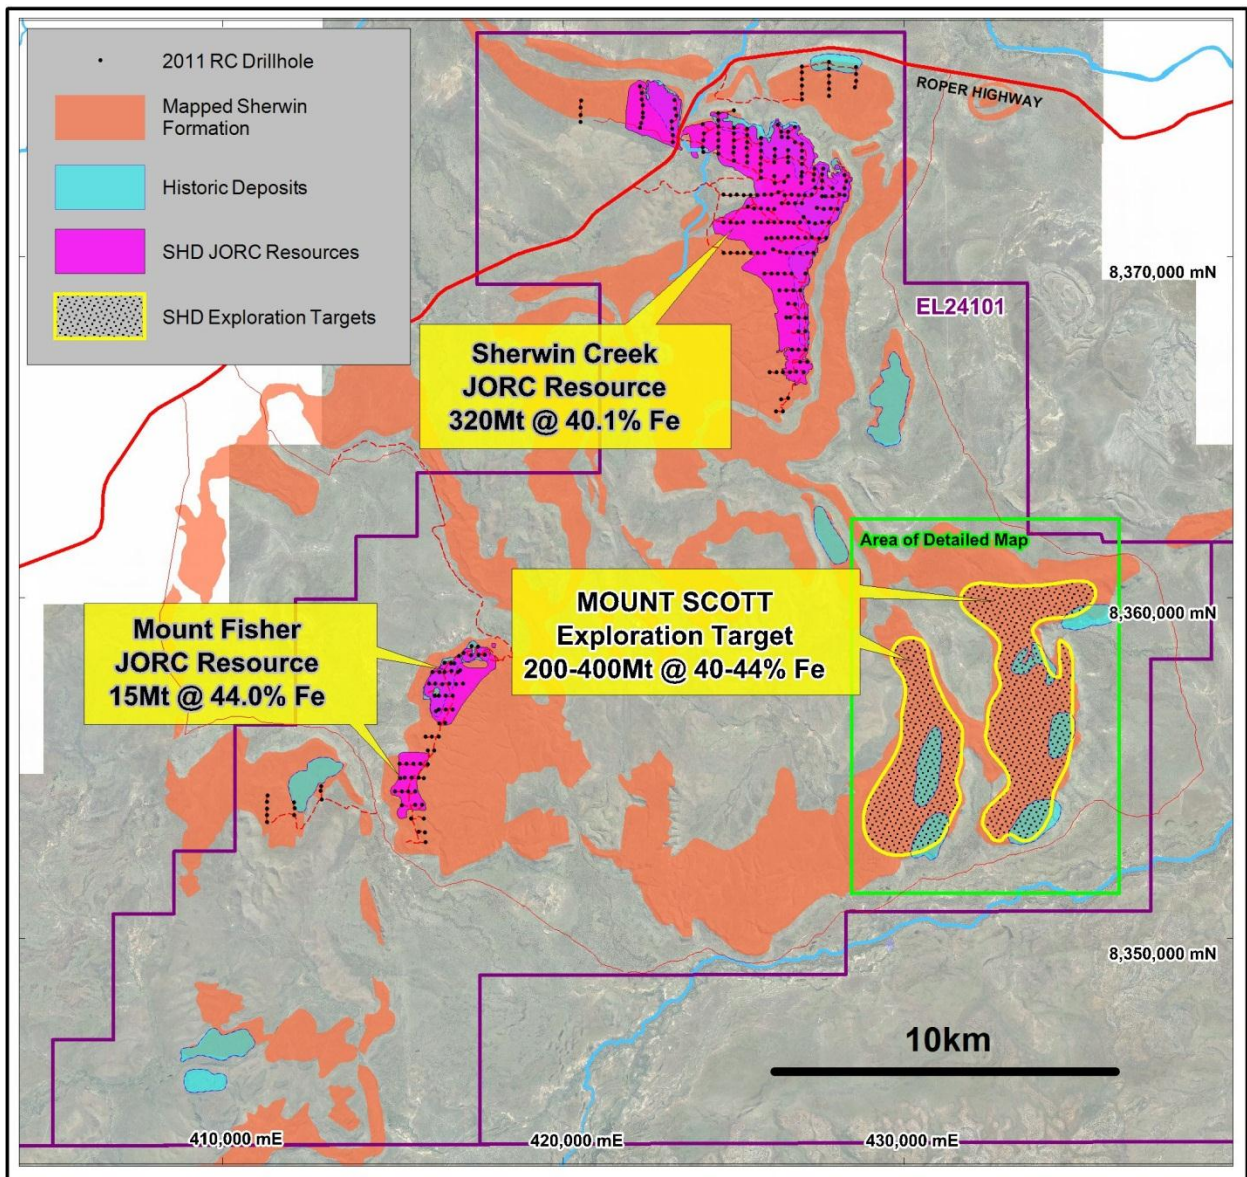 2011 RC Drillhole
Mapped Sherwin
Formation
Historic Deposits
SHD JORC Resources
SHD Exploration Targets
ROPER HIGHWAY
8,370,000 mN
EL24101
Sherwin Creek
JORC Resource
320Mt @ 40.1% Fe
Area of Detailed Map
MOUNT SCOTT
Exploration Target
200-400Mt @ 40-44% Fe
8,360,000 mN
Mount Fisher
JORC Resource
15Mt @ 44.0% Fe
8,350,000 mN
10km
410,000 mE
420,000 mE
430,000 mE